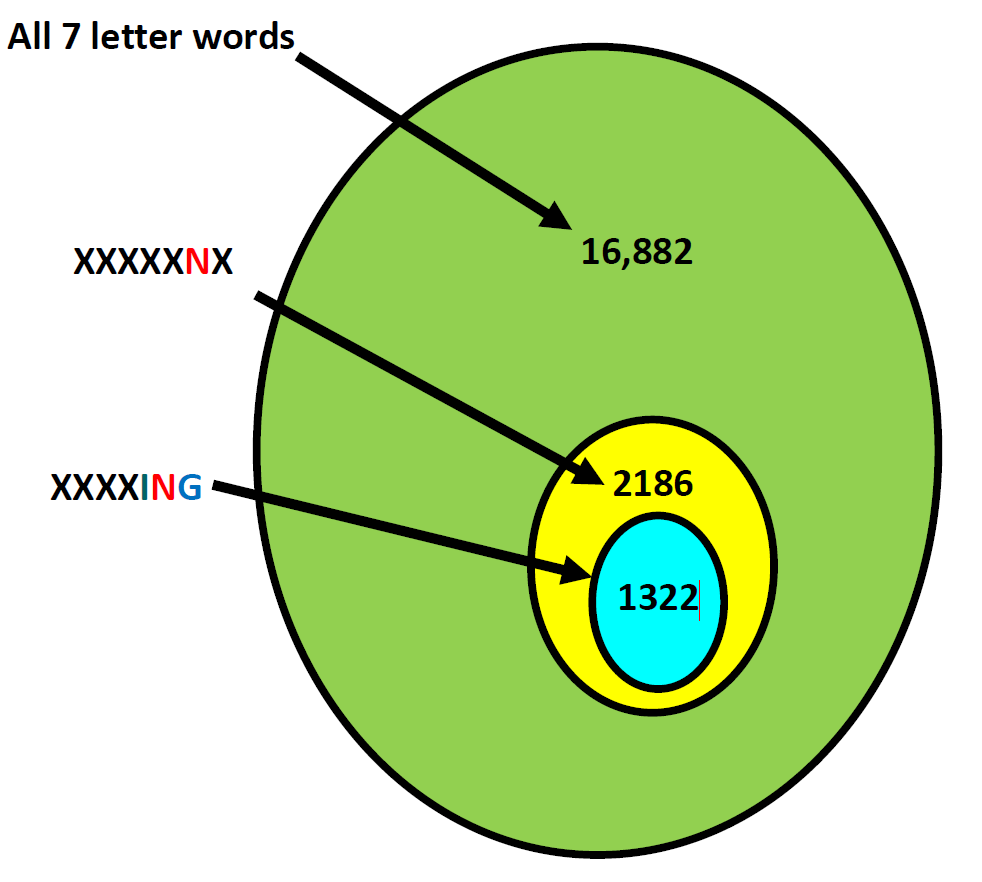 All 7 letter words
16,882
XXXXXNX
2186
XXXXING
1322